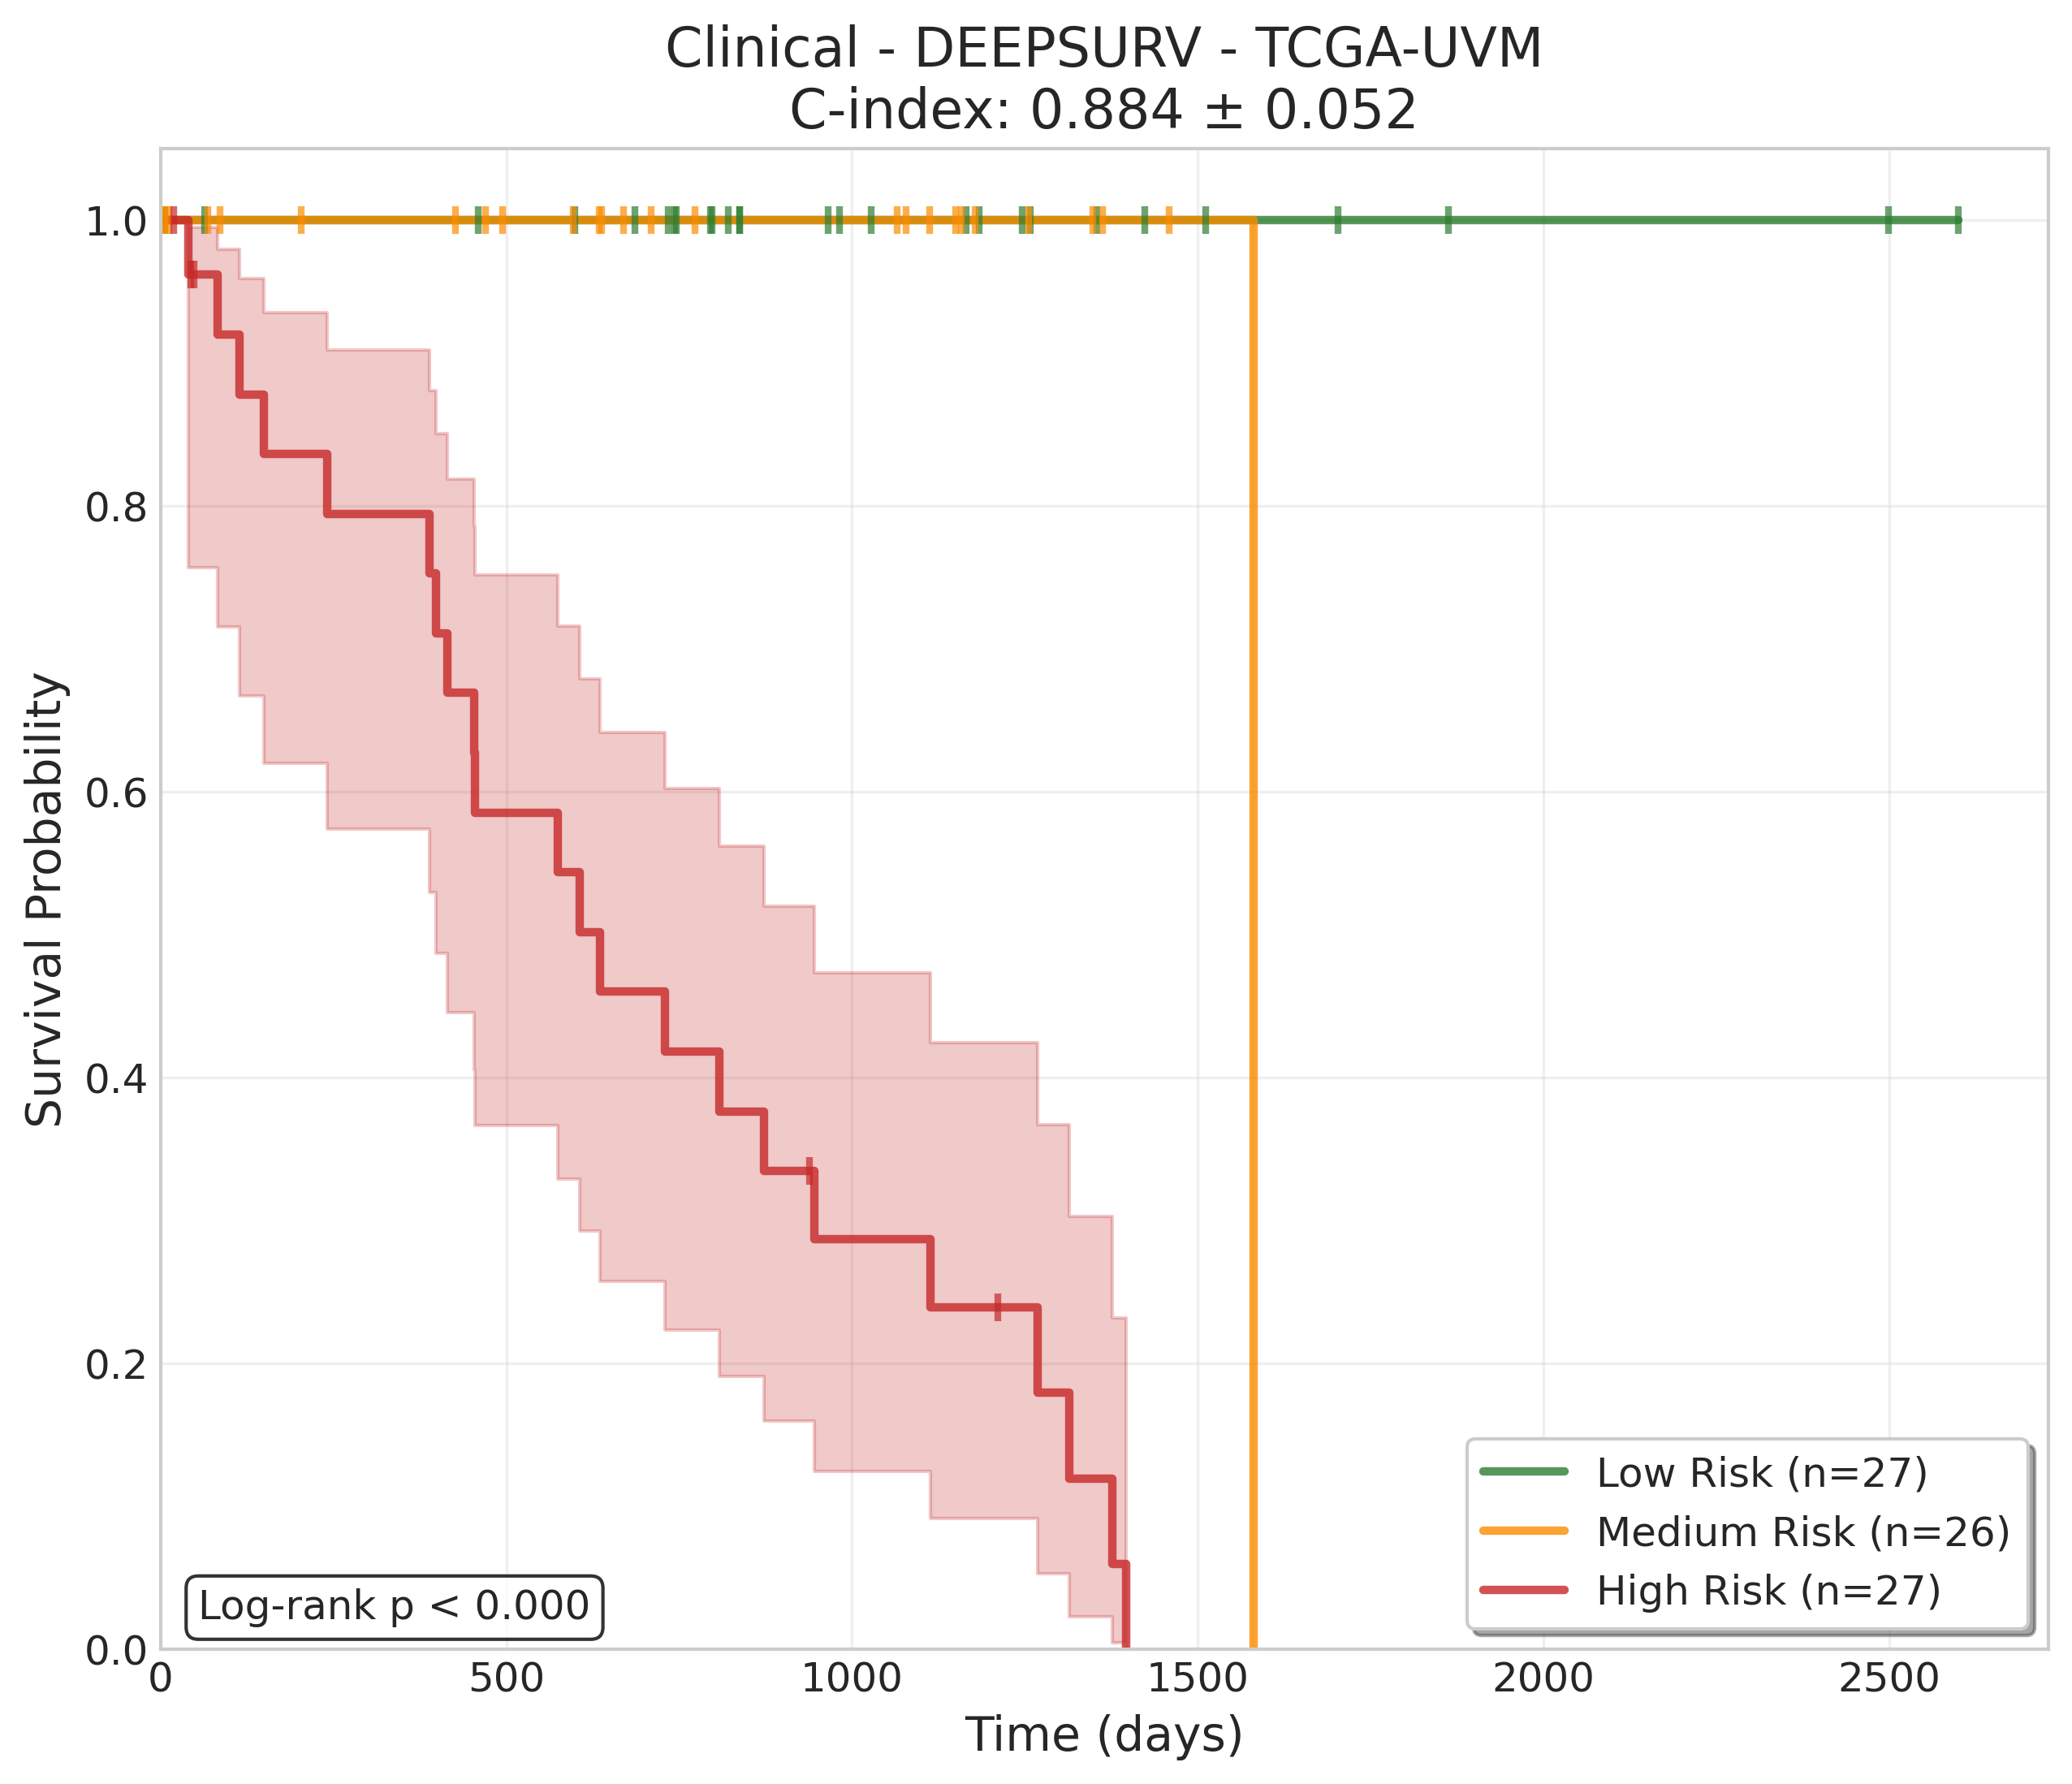 Clinical - DEEPSURV - TCGA-UVM
C-index: 0.884 ± 0.052
Survival Probability
1.0
0.8
0.6
0.4
0.2
0.0
0 500 1000 1500 2000 2500
Time (days)
Log-rank p < 0.000
Low Risk (n=27)
Medium Risk (n=26)
High Risk (n=27)